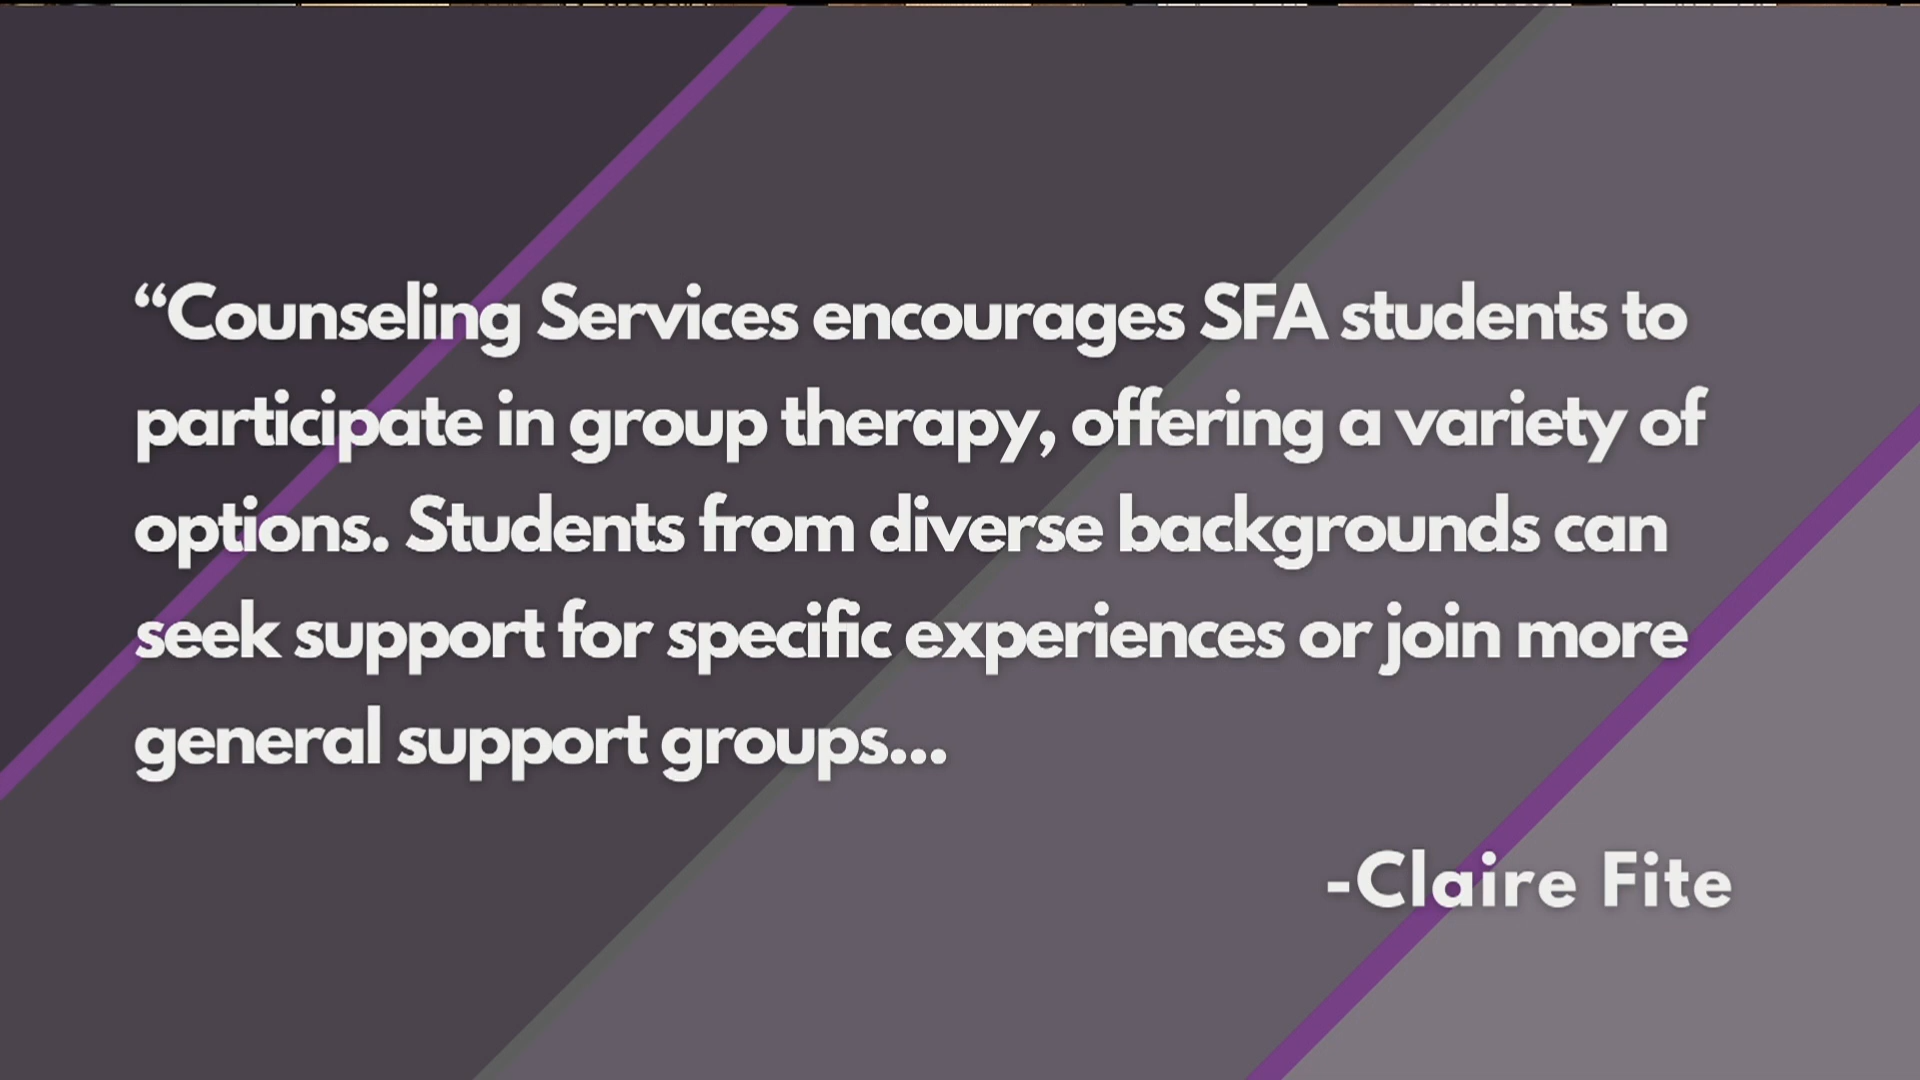 “Counseling Services encourages SFA students to
participate in group therapy, offering a variety of
options. Students from diverse backgrounds can
seek support for specific experiences or join more
general support groups...
-Claire Fite